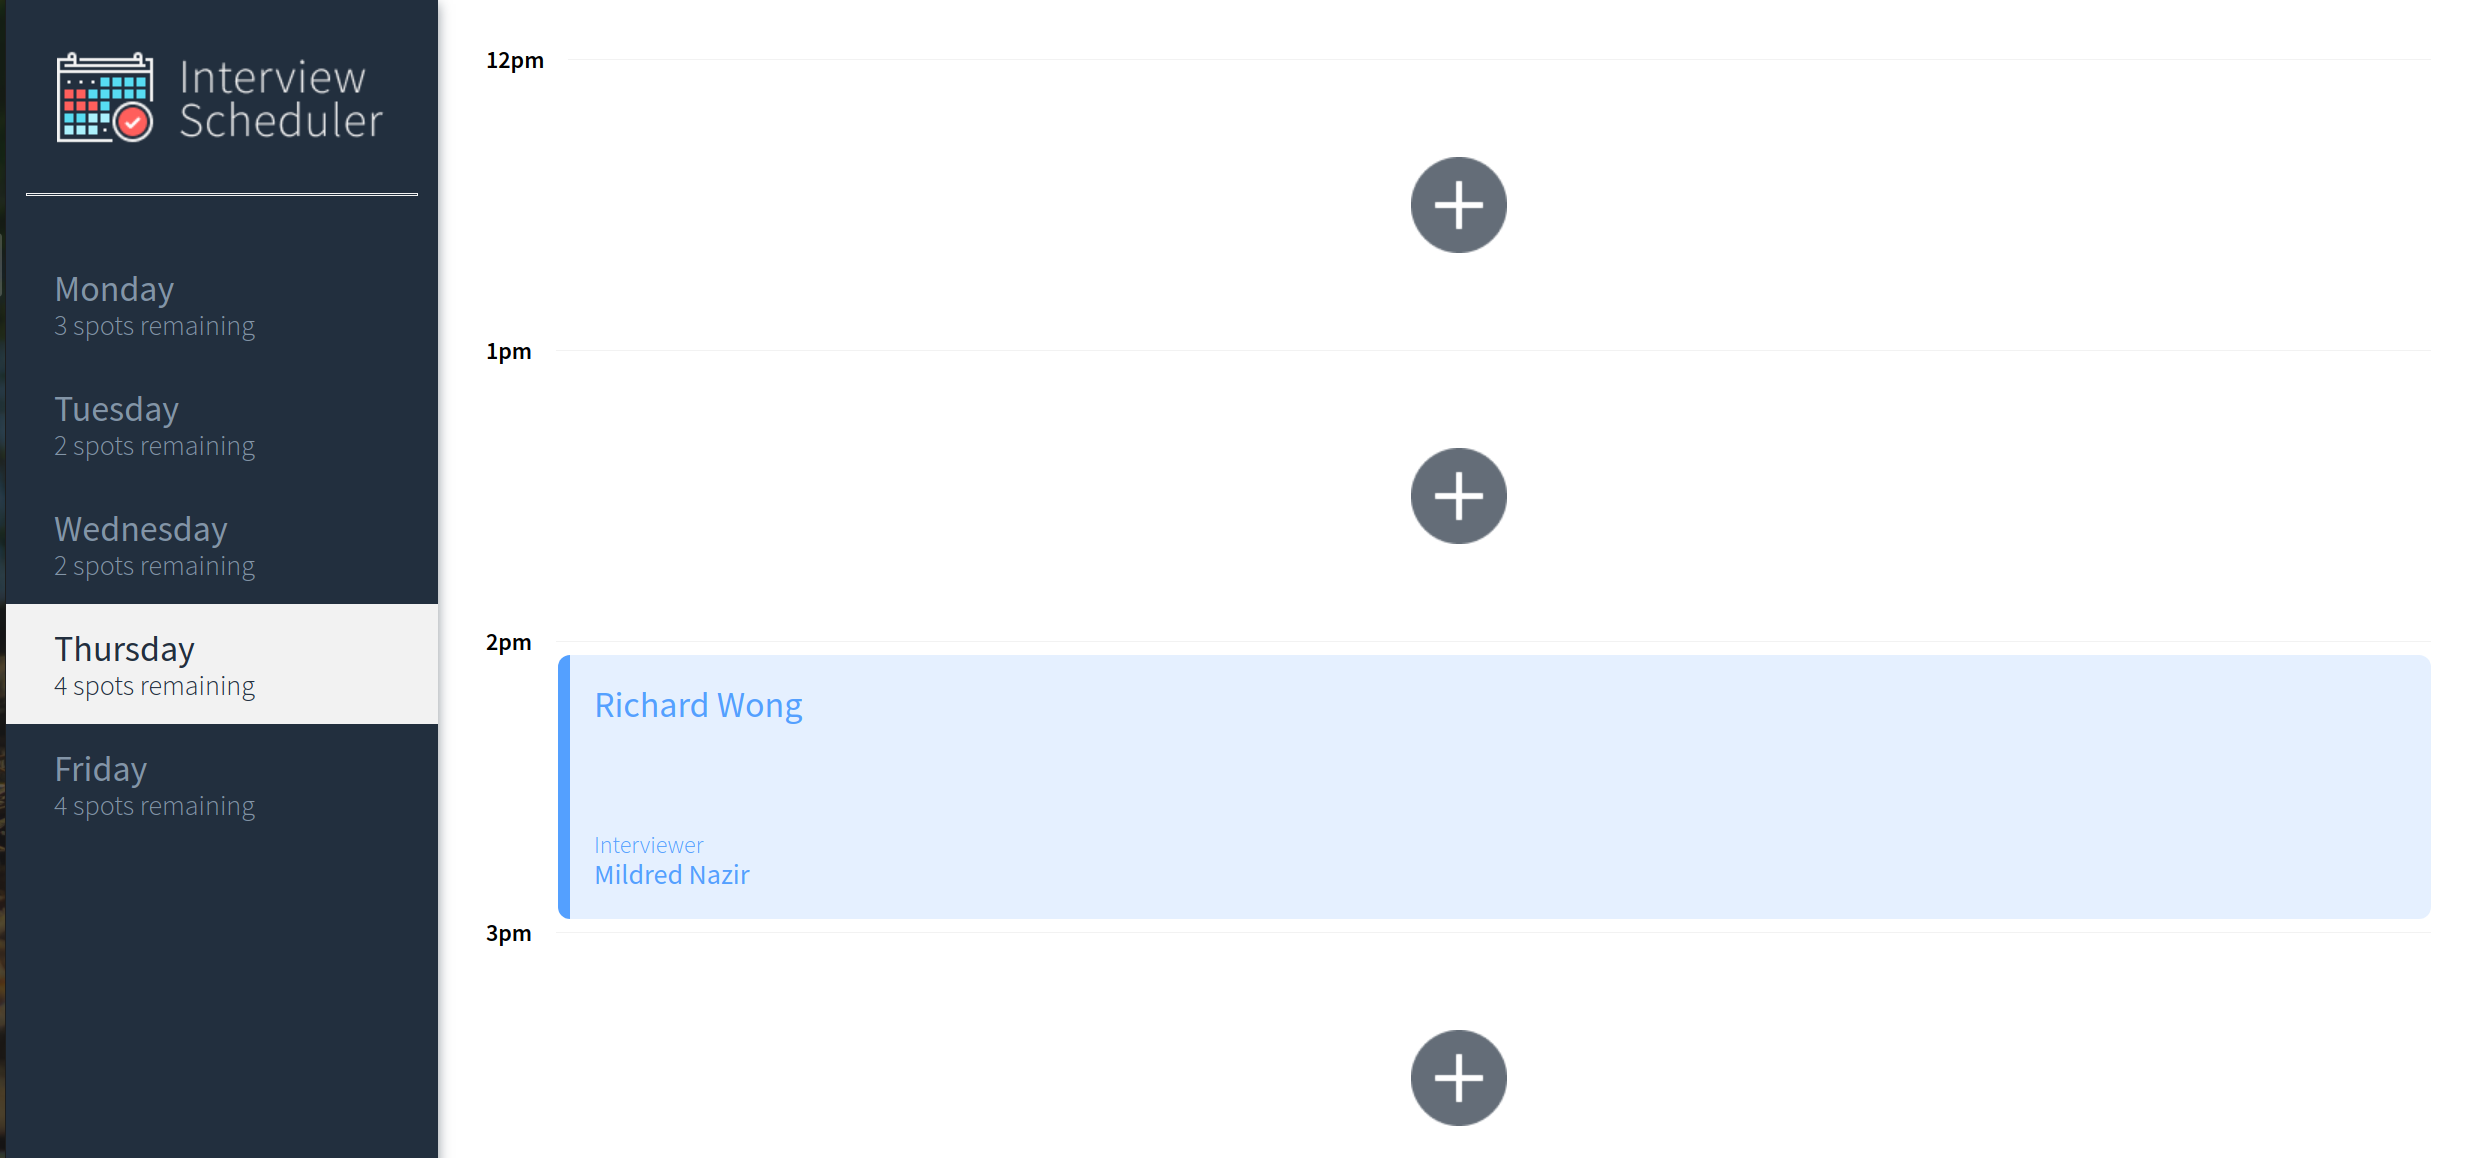 Interview
Scheduler
Monday
3 spots remaining
Tuesday
2 spots remaining
Wednesday
2 spots remaining
Thursday
4 spots remaining
Friday
4 spots remaining
12pm
1pm
2pm
Richard Wong
Interviewer
Mildred Nazir
3pm